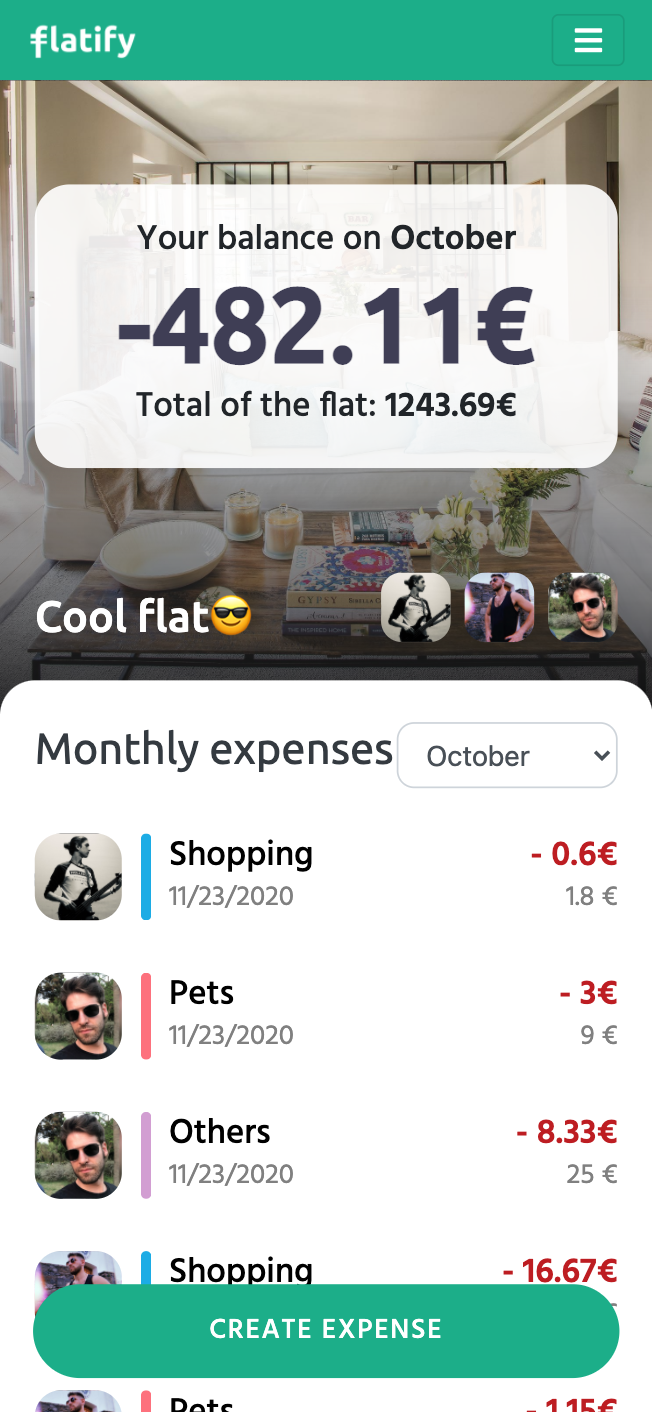 flatify
Your balance on October
-482.11€
Total of the flat: 1243.69€
GYPSY
Cool flat😎
Monthly expenses
October
Shopping
- 0.6€
11/23/2020
1.8 €
Pets
- 3€
11/23/2020
9 €
Others
- 8.33€
11/23/2020
25 €
Shopping
- 16.67€
CREATE EXPENSE
Pets
- 1.15€